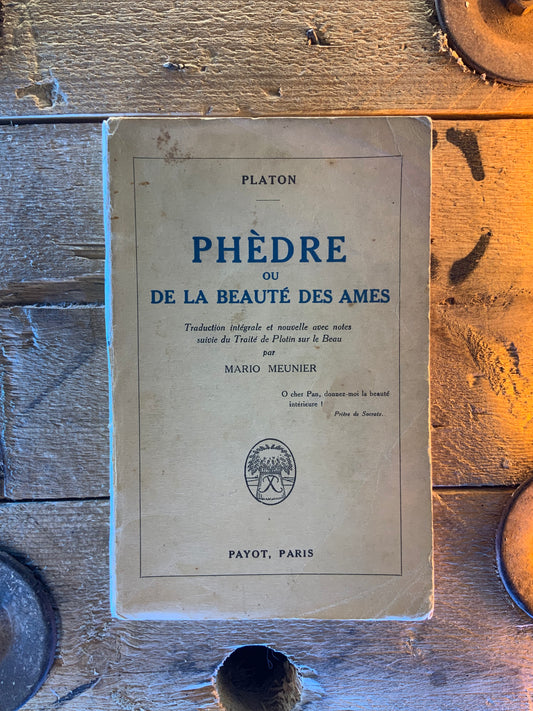 PLATON
PHÈDRE
OU
DE LA BEAUTÉ DES AMES
Traduction intégrale et nouvelle avec notes
suivie du Traité de Plotin sur le Beau
par
MARIO MEUNIER
O cher Pan, donnez-moi la beauté
intérieure !
Prière de Socrate.
PAYOT, PARIS